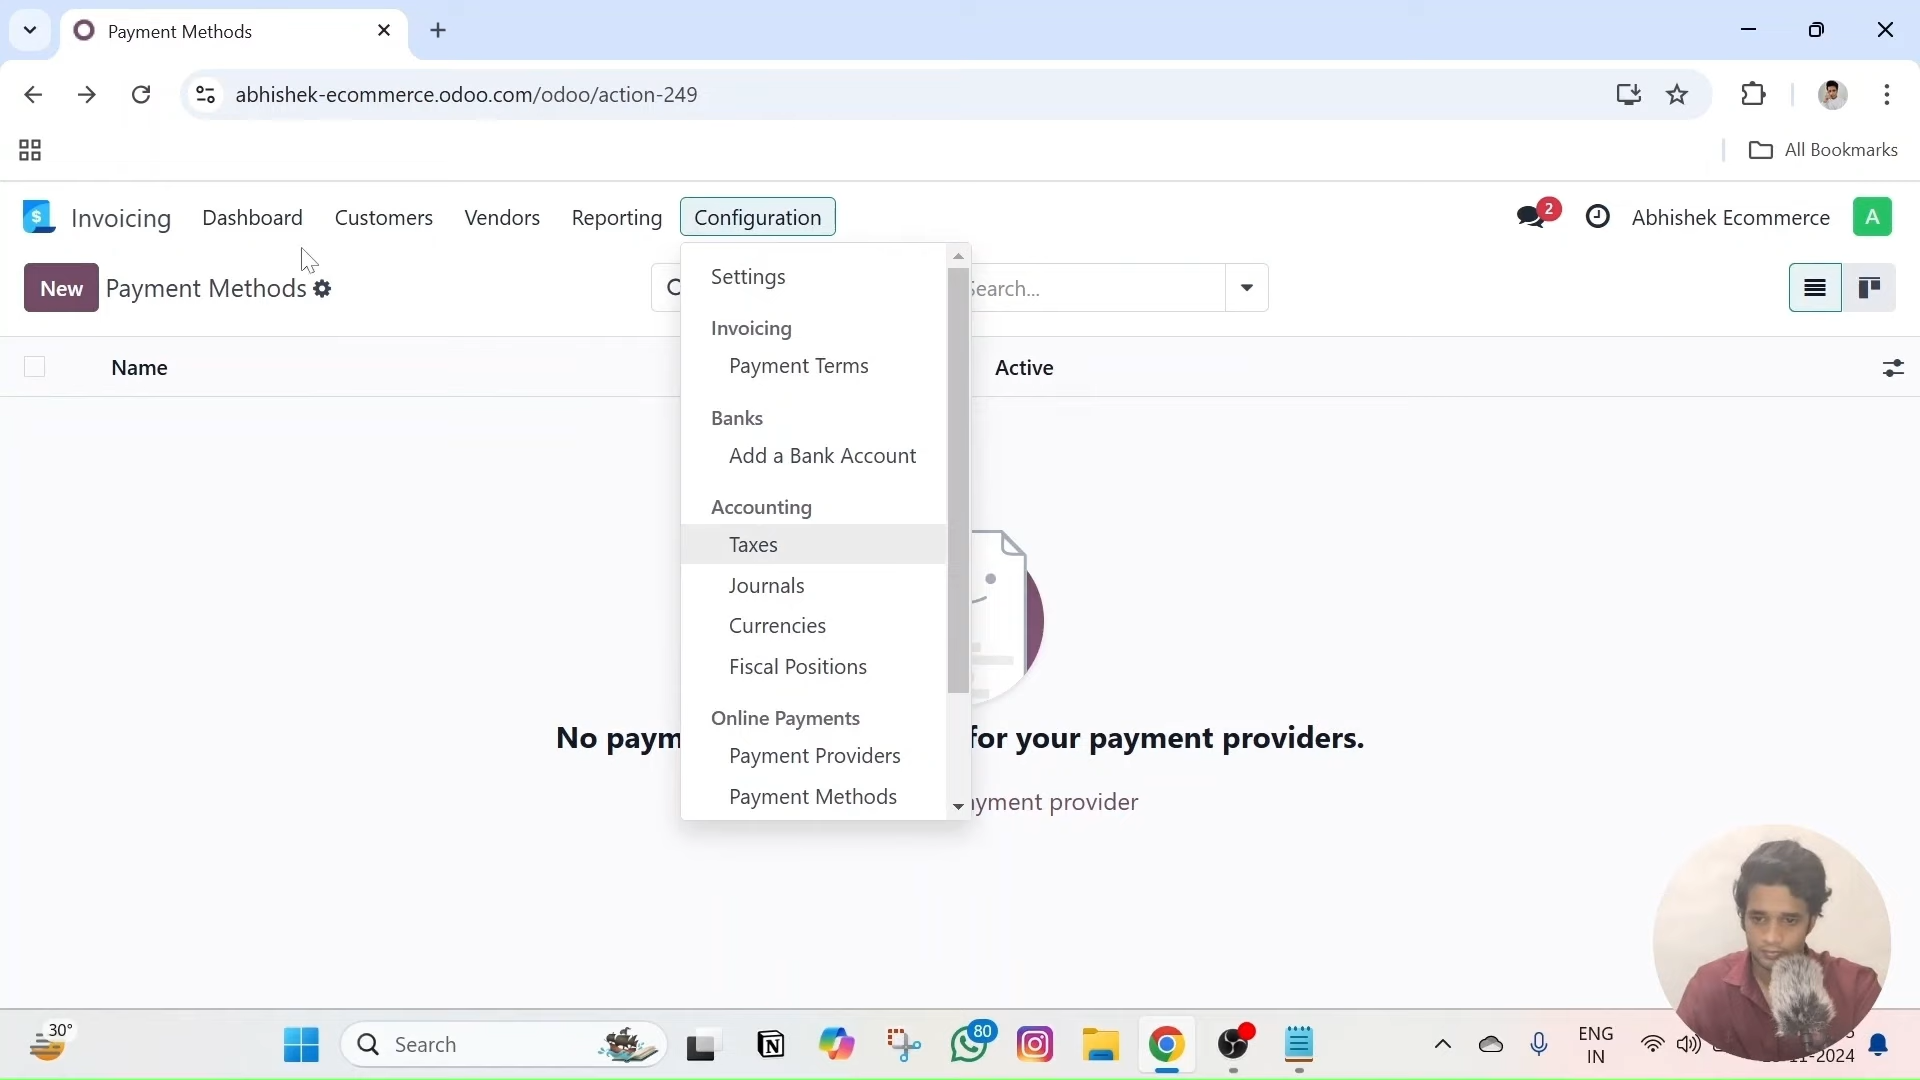 Payment Methods
abhishek-ecommerce.odoo.com/odoo/action-249
All Bookmarks
Invoicing Dashboard Customers Vendors Reporting Configuration 2 Abhishek Ecommerce A
New Payment Methods Search...
Name Active
Settings
Invoicing
Payment Terms
Banks
Add a Bank Account
Accounting
Taxes
Journals
Currencies
Fiscal Positions
Online Payments
Payment Providers
Payment Methods
No paym for your payment providers.
ayment provider
30°
Search
80
ENG
IN
11-2024